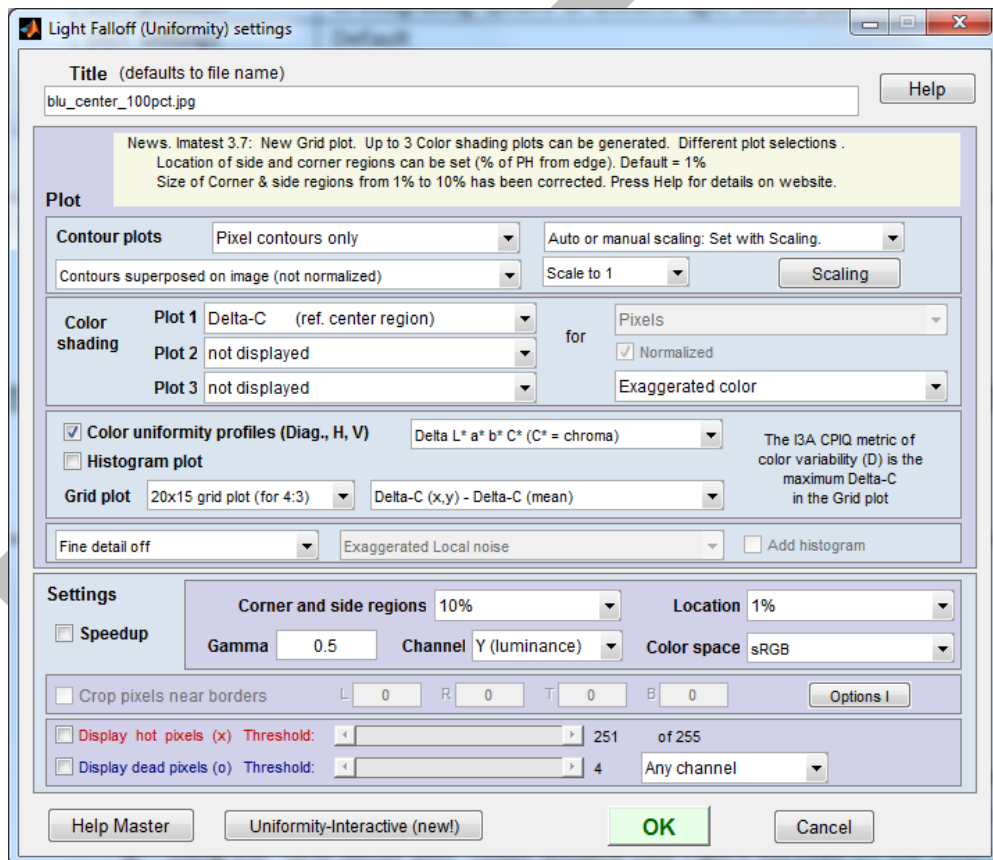 Light Falloff (Uniformity) settings
Default
Title (defaults to file name)
blu_center_100pct.jpg
Help
News. Imatest 3.7: New Grid plot. Up to 3 Color shading plots can be generated. Different plot selections .
Location of side and corner regions can be set (% of PH from edge). Default = 1%
Size of Corner & side regions from 1% to 10% has been corrected. Press Help for details on website.
Plot
Contour plots Pixel contours only Auto or manual scaling: Set with Scaling.
Contours superposed on image (not normalized) Scale to 1 Scaling
Color shading Plot 1 Delta-C (ref. center region) for Pixels
Plot 2 not displayed Normalized
Plot 3 not displayed Exaggerated color
Color uniformity profiles (Diag., H, V) Delta L* a* b* C* (C* = chroma)
Histogram plot
The I3A CPIQ metric of
color variability (D) is the
maximum Delta-C
in the Grid plot
Grid plot 20x15 grid plot (for 4:3) Delta-C (x,y) - Delta-C (mean)
Fine detail off Exaggerated Local noise Add histogram
Settings
Corner and side regions 10% Location 1%
Speedup
Gamma 0.5 Channel Y (luminance) Color space sRGB
Crop pixels near borders L 0 R 0 T 0 B 0 Options I
Display hot pixels (x) Threshold: 251 of 255
Display dead pixels (o) Threshold: 4 Any channel
Help Master Uniformity-Interactive (new!) OK Cancel